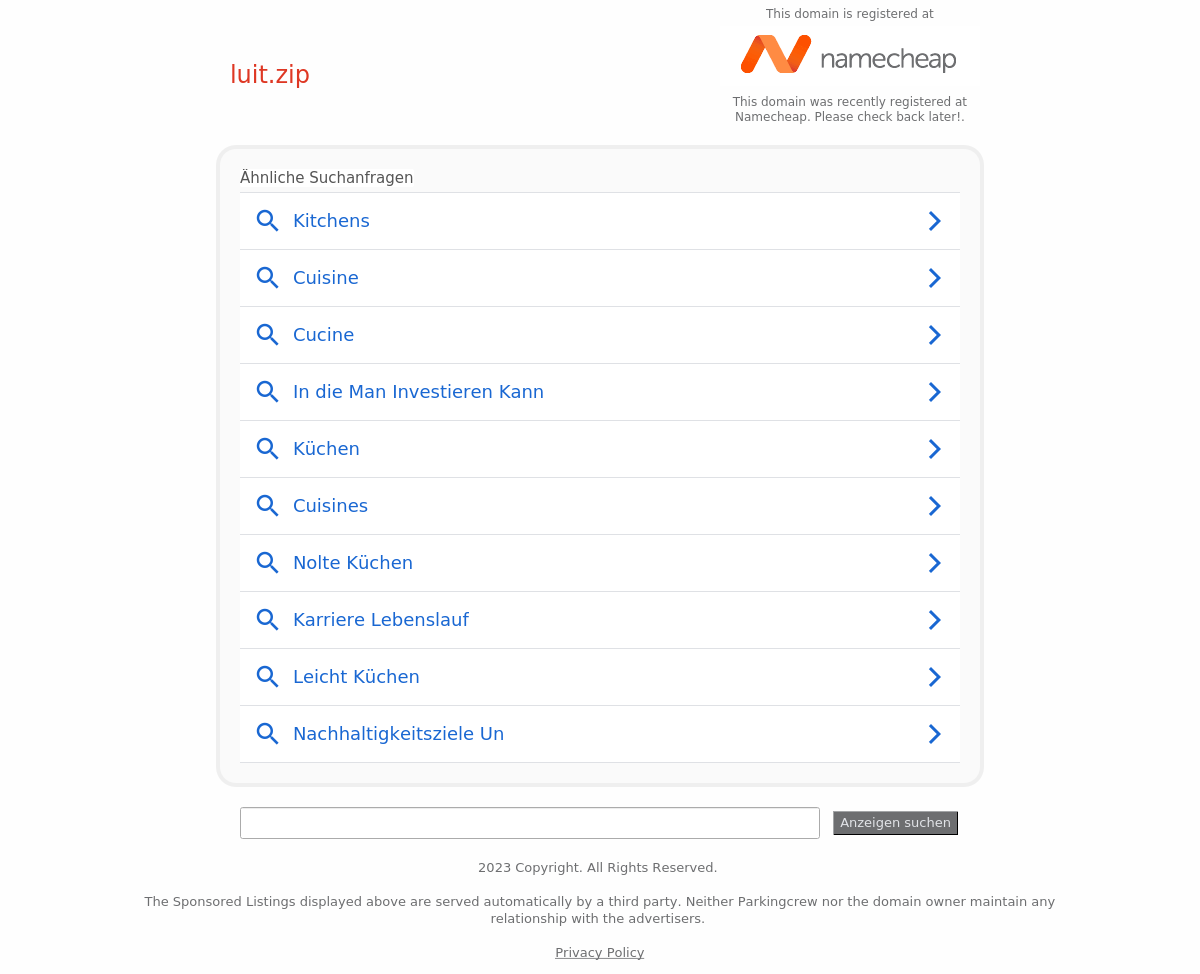 This domain is registered at
namecheap
luit.zip
This domain was recently registered at
Namecheap. Please check back later!.
Ähnliche Suchanfragen
Kitchens
Cuisine
Cucine
In die Man Investieren Kann
Küchen
Cuisines
Nolte Küchen
Karriere Lebenslauf
Leicht Küchen
Nachhaltigkeitsziele Un
Anzeigen suchen
2023 Copyright. All Rights Reserved.
The Sponsored Listings displayed above are served automatically by a third party. Neither Parkingcrew nor the domain owner maintain any
relationship with the advertisers.
Privacy Policy